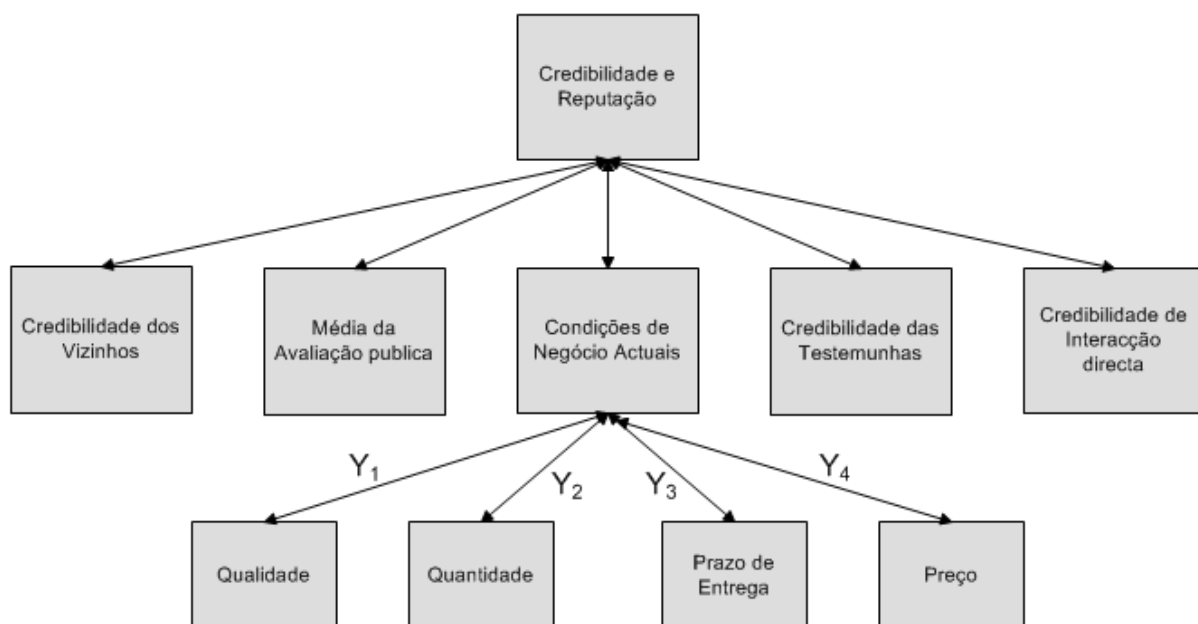 Credibilidade e
Reputação
Credibilidade dos
Vizinhos
Média da
Avaliação publica
Condições de
Negócio Actuais
Credibilidade das
Testemunhas
Credibilidade de
Interacção
directa
Y₁
Y₂
Y₃
Y₄
Qualidade
Quantidade
Prazo de
Entrega
Preço